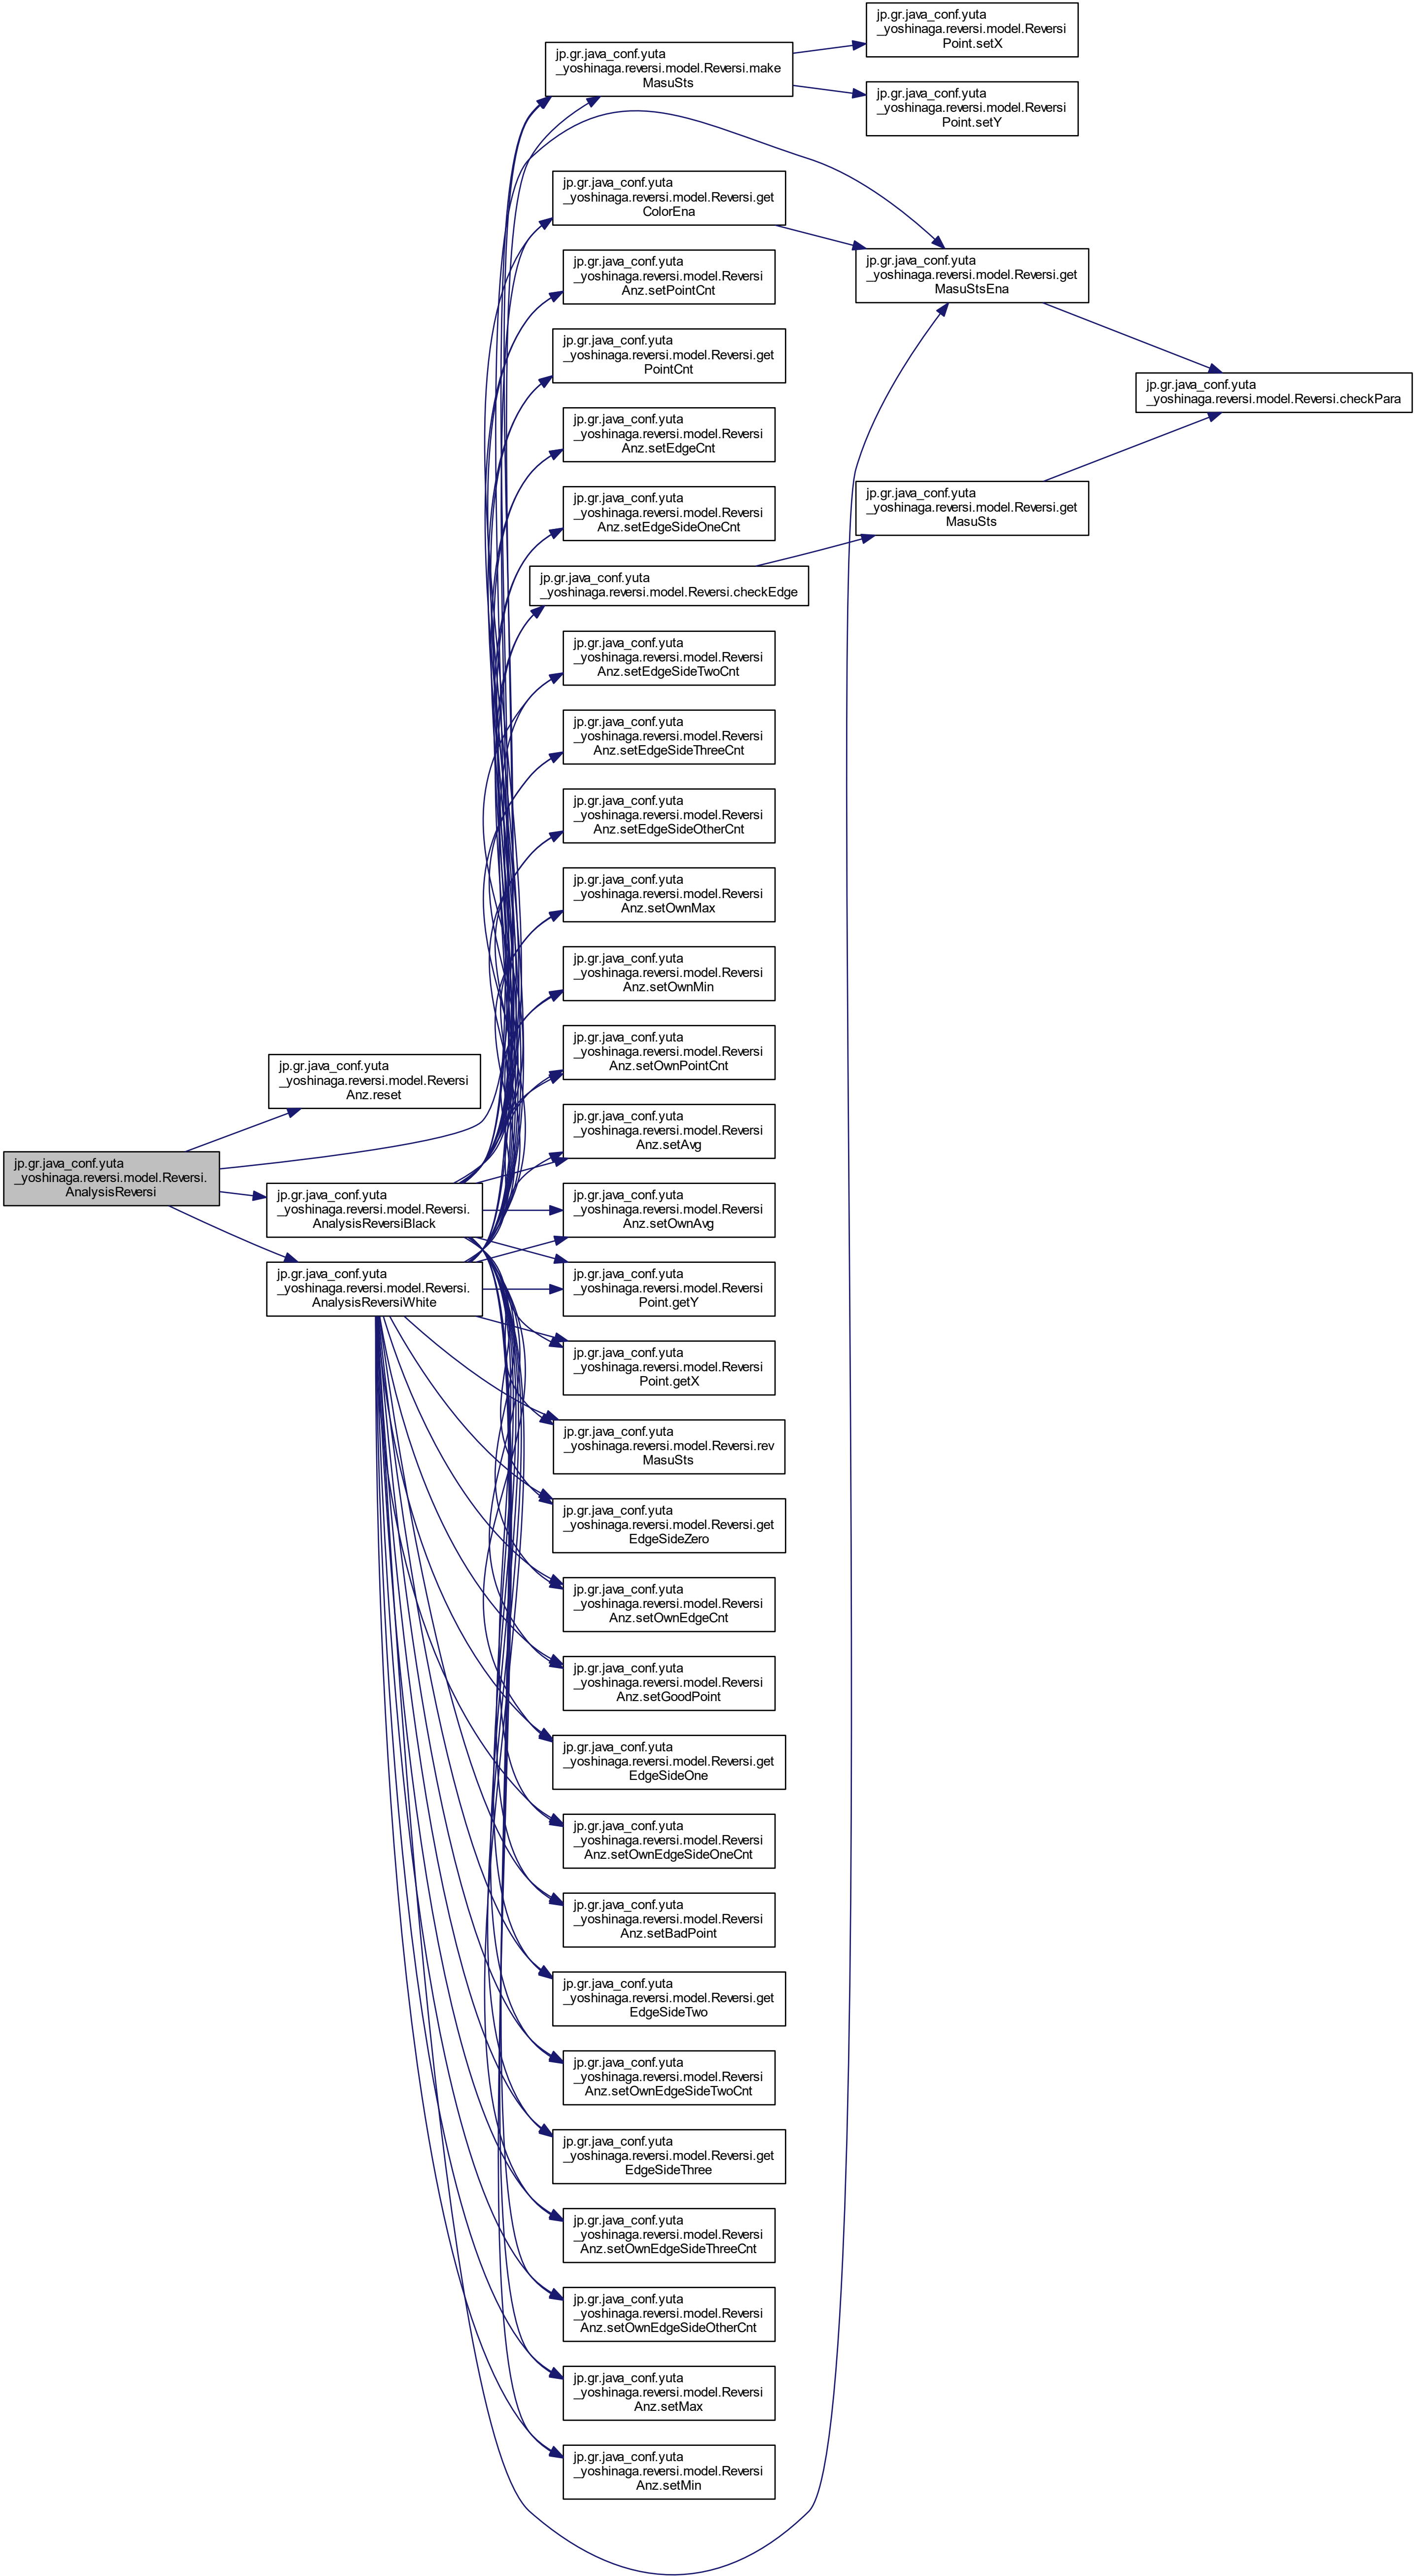 jp.gr.java_conf.yuta
_yoshinaga.reversi.model.Reversi.
AnalysisReversi
jp.gr.java_conf.yuta
_yoshinaga.reversi.model.Reversi
Anz.reset
jp.gr.java_conf.yuta
_yoshinaga.reversi.model.Reversi.
AnalysisReversiBlack
jp.gr.java_conf.yuta
_yoshinaga.reversi.model.Reversi.
AnalysisReversiWhite
jp.gr.java_conf.yuta
_yoshinaga.reversi.model.Reversi.make
MasuSts
jp.gr.java_conf.yuta
_yoshinaga.reversi.model.Reversi.get
ColorEna
jp.gr.java_conf.yuta
_yoshinaga.reversi.model.Reversi
Anz.setPointCnt
jp.gr.java_conf.yuta
_yoshinaga.reversi.model.Reversi.get
PointCnt
jp.gr.java_conf.yuta
_yoshinaga.reversi.model.Reversi
Anz.setEdgeCnt
jp.gr.java_conf.yuta
_yoshinaga.reversi.model.Reversi
Anz.setEdgeSideOneCnt
jp.gr.java_conf.yuta
_yoshinaga.reversi.model.Reversi.checkEdge
jp.gr.java_conf.yuta
_yoshinaga.reversi.model.Reversi
Anz.setEdgeSideTwoCnt
jp.gr.java_conf.yuta
_yoshinaga.reversi.model.Reversi
Anz.setEdgeSideThreeCnt
jp.gr.java_conf.yuta
_yoshinaga.reversi.model.Reversi
Anz.setEdgeSideOtherCnt
jp.gr.java_conf.yuta
_yoshinaga.reversi.model.Reversi
Anz.setOwnMax
jp.gr.java_conf.yuta
_yoshinaga.reversi.model.Reversi
Anz.setOwnMin
jp.gr.java_conf.yuta
_yoshinaga.reversi.model.Reversi
Anz.setOwnPointCnt
jp.gr.java_conf.yuta
_yoshinaga.reversi.model.Reversi
Anz.setAvg
jp.gr.java_conf.yuta
_yoshinaga.reversi.model.Reversi
Anz.setOwnAvg
jp.gr.java_conf.yuta
_yoshinaga.reversi.model.Reversi
Point.getY
jp.gr.java_conf.yuta
_yoshinaga.reversi.model.Reversi
Point.getX
jp.gr.java_conf.yuta
_yoshinaga.reversi.model.Reversi.rev
MasuSts
jp.gr.java_conf.yuta
_yoshinaga.reversi.model.Reversi.get
EdgeSideZero
jp.gr.java_conf.yuta
_yoshinaga.reversi.model.Reversi
Anz.setOwnEdgeCnt
jp.gr.java_conf.yuta
_yoshinaga.reversi.model.Reversi
Anz.setGoodPoint
jp.gr.java_conf.yuta
_yoshinaga.reversi.model.Reversi.get
EdgeSideOne
jp.gr.java_conf.yuta
_yoshinaga.reversi.model.Reversi
Anz.setOwnEdgeSideOneCnt
jp.gr.java_conf.yuta
_yoshinaga.reversi.model.Reversi
Anz.setBadPoint
jp.gr.java_conf.yuta
_yoshinaga.reversi.model.Reversi.get
EdgeSideTwo
jp.gr.java_conf.yuta
_yoshinaga.reversi.model.Reversi
Anz.setOwnEdgeSideTwoCnt
jp.gr.java_conf.yuta
_yoshinaga.reversi.model.Reversi.get
EdgeSideThree
jp.gr.java_conf.yuta
_yoshinaga.reversi.model.Reversi
Anz.setOwnEdgeSideThreeCnt
jp.gr.java_conf.yuta
_yoshinaga.reversi.model.Reversi
Anz.setOwnEdgeSideOtherCnt
jp.gr.java_conf.yuta
_yoshinaga.reversi.model.Reversi
Anz.setMax
jp.gr.java_conf.yuta
_yoshinaga.reversi.model.Reversi
Anz.setMin
jp.gr.java_conf.yuta
_yoshinaga.reversi.model.Reversi
Point.setX
jp.gr.java_conf.yuta
_yoshinaga.reversi.model.Reversi
Point.setY
jp.gr.java_conf.yuta
_yoshinaga.reversi.model.Reversi.get
MasuStsEna
jp.gr.java_conf.yuta
_yoshinaga.reversi.model.Reversi.get
MasuSts
jp.gr.java_conf.yuta
_yoshinaga.reversi.model.Reversi.checkPara